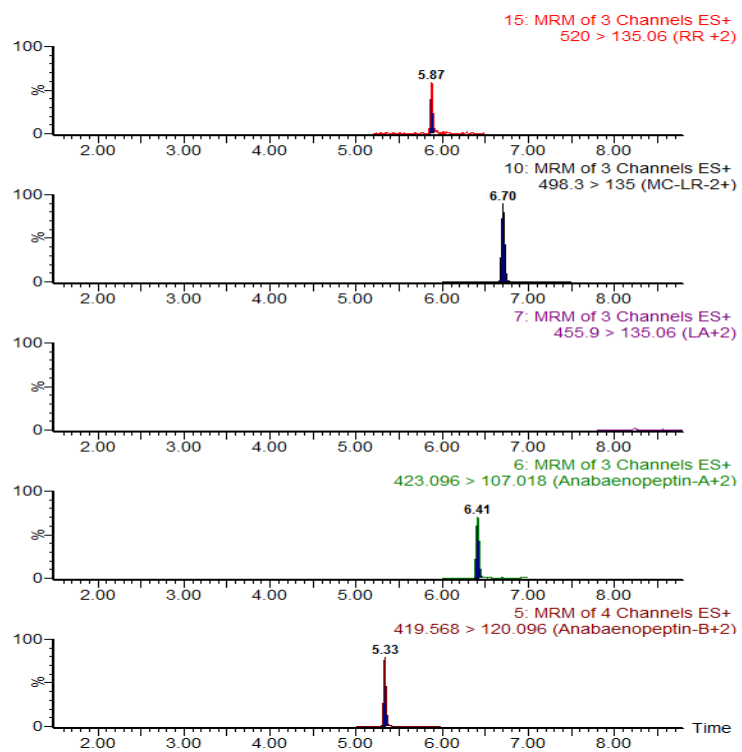 15: MRM of 3 Channels ES+
520 > 135.06 (RR +2)
100
%
0
5.87
2.00 3.00 4.00 5.00 6.00 7.00 8.00
10: MRM of 3 Channels ES+
498.3 > 135 (MC-LR-2+)
100
%
0
6.70
2.00 3.00 4.00 5.00 6.00 7.00 8.00
7: MRM of 3 Channels ES+
455.9 > 135.06 (LA+2)
100
%
0
2.00 3.00 4.00 5.00 6.00 7.00 8.00
6: MRM of 3 Channels ES+
423.096 > 107.018 (Anabaenopeptin-A+2)
100
%
0
6.41
2.00 3.00 4.00 5.00 6.00 7.00 8.00
5: MRM of 4 Channels ES+
419.568 > 120.096 (Anabaenopeptin-B+2)
100
%
0
5.33
Time
2.00 3.00 4.00 5.00 6.00 7.00 8.00